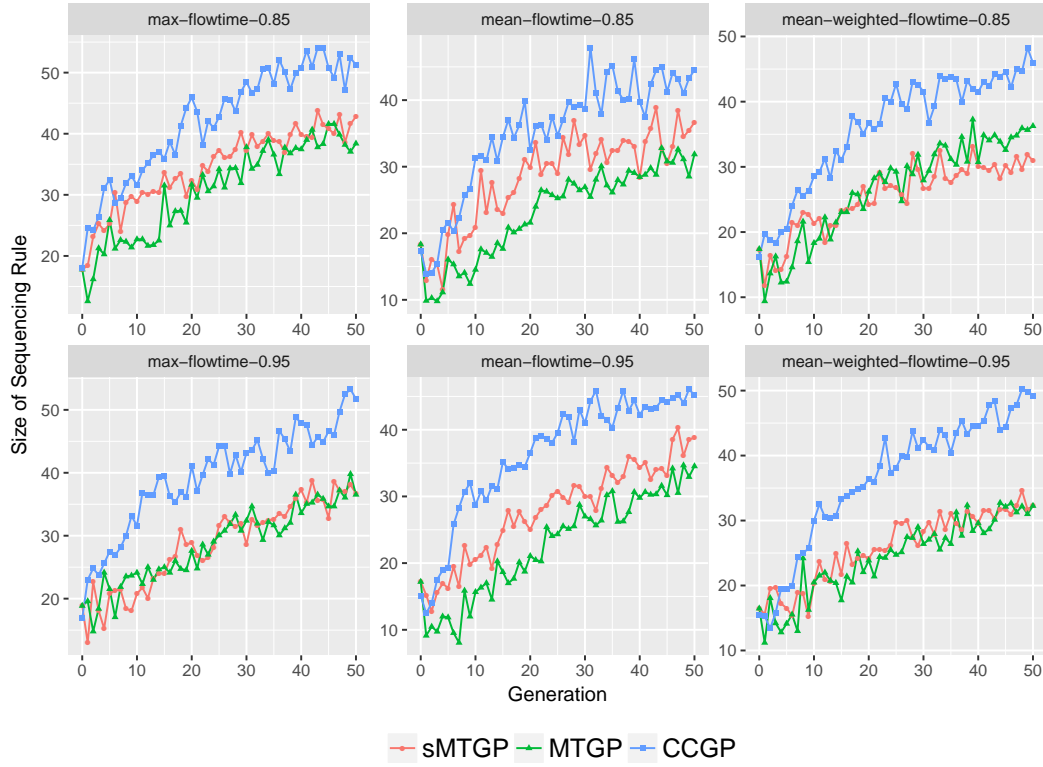 max-flowtime-0.85
mean-flowtime-0.85
mean-weighted-flowtime-0.85
50
40
30
20
0 10 20 30 40 50
40
30
20
10
0 10 20 30 40 50
50
40
30
20
10
0 10 20 30 40 50
max-flowtime-0.95
mean-flowtime-0.95
mean-weighted-flowtime-0.95
50
40
30
20
0 10 20 30 40 50
40
30
20
10
0 10 20 30 40 50
50
40
30
20
10
0 10 20 30 40 50
Size of Sequencing Rule
Generation
sMTGP MTGP CCGP